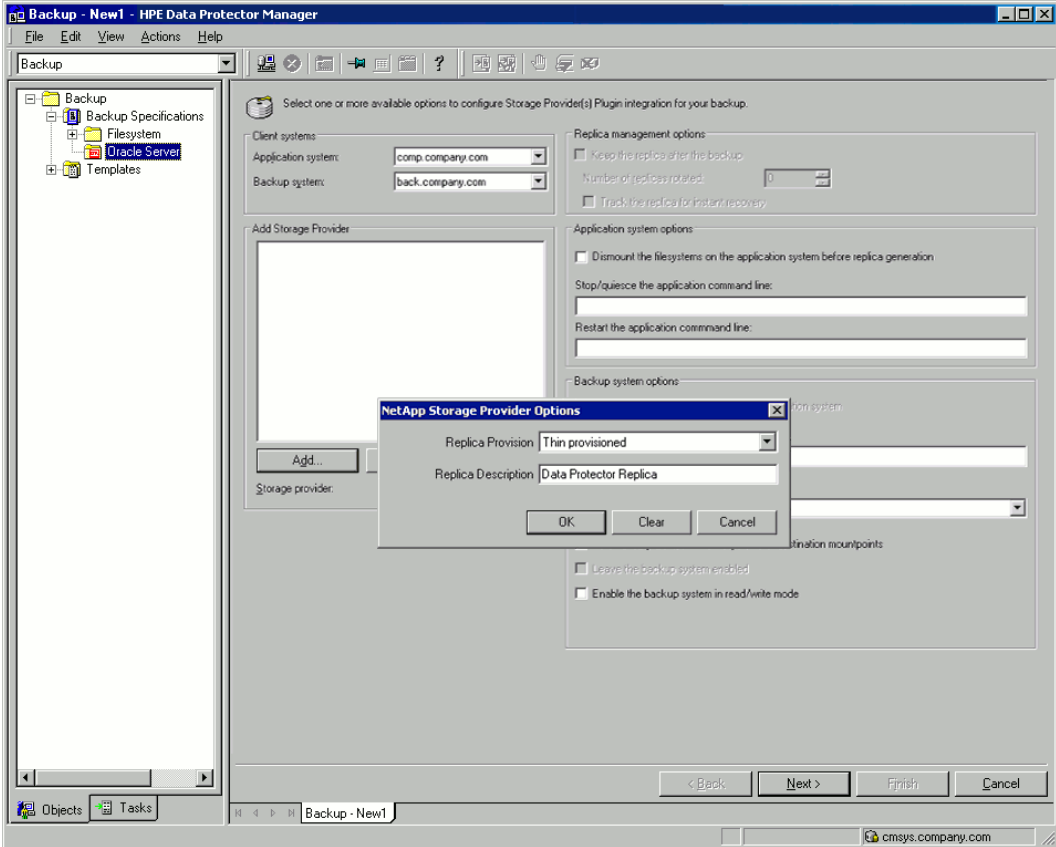 Backup - New1 - HPE Data Protector Manager
File Edit View Actions Help
Backup
Backup
Backup Specifications
Filesystem
Oracle Server
Templates
Select one or more available options to configure Storage Provider(s) Plugin integration for your backup.
Client systems
Application system:
comp.company.com
Backup system:
back.company.com
Add Storage Provider
Add...
Storage provider:
Replica management options
Keep the replica after the backup
Number of replicas rotated:
0
Track the replica for instant recovery
Application system options
Dismount the filesystems on the application system before replica generation
Stop/quiesce the application command line:
Restart the application commmand line:
Backup system options
system
NetApp Storage Provider Options
Replica Provision
Thin provisioned
Replica Description
Data Protector Replica
OK
Clear
Cancel
mountpoints
Leave the backup system enabled
Enable the backup system in read/write mode
< Back
Next >
Finish
Cancel
Objects
Tasks
Backup - New1
cmsys.company.com